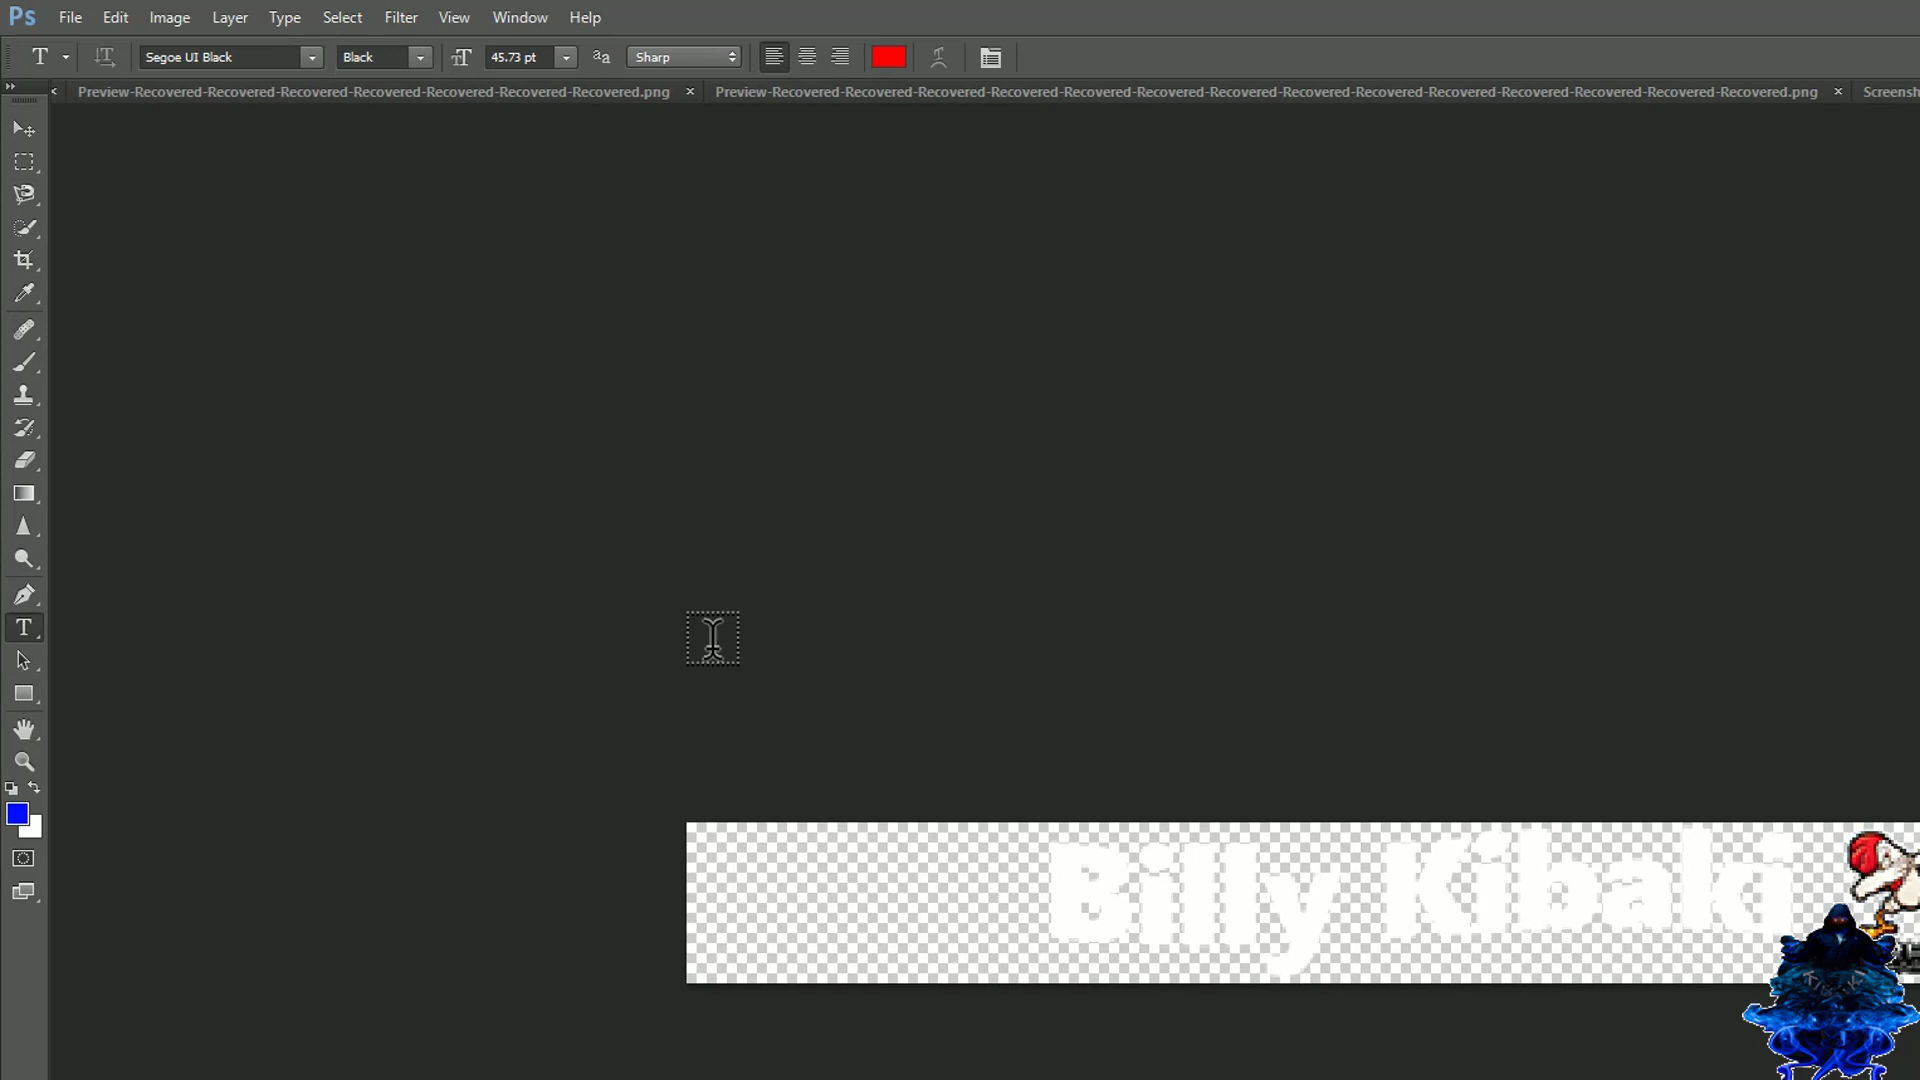 Ps File Edit Image Layer Type Select Filter View Window Help
T Segoe UI Black Black 45.73 pt aa Sharp
Preview-Recovered-Recovered-Recovered-Recovered-Recovered-Recovered-Recovered.png × Preview-Recovered-Recovered-Recovered-Recovered-Recovered-Recovered-Recovered-Recovered-Recovered-Recovered-Recovered-Recovered-Recovered-Recovered.png × Screensh
T
Billy Kibaki